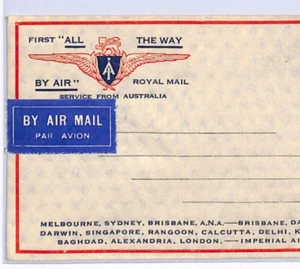 FIRST "ALL THE WAY
BY AIR" ROYAL MAIL
SERVICE FROM AUSTRALIA
BY AIR MAIL
PAR AVION
MELBOURNE, SYDNEY, BRISBANE, A.N.A.—BRISBANE, DA
DARWIN, SINGAPORE, RANGOON, CALCUTTA, DELHI, K
BAGHDAD, ALEXANDRIA, LONDON,—IMPERIAL A